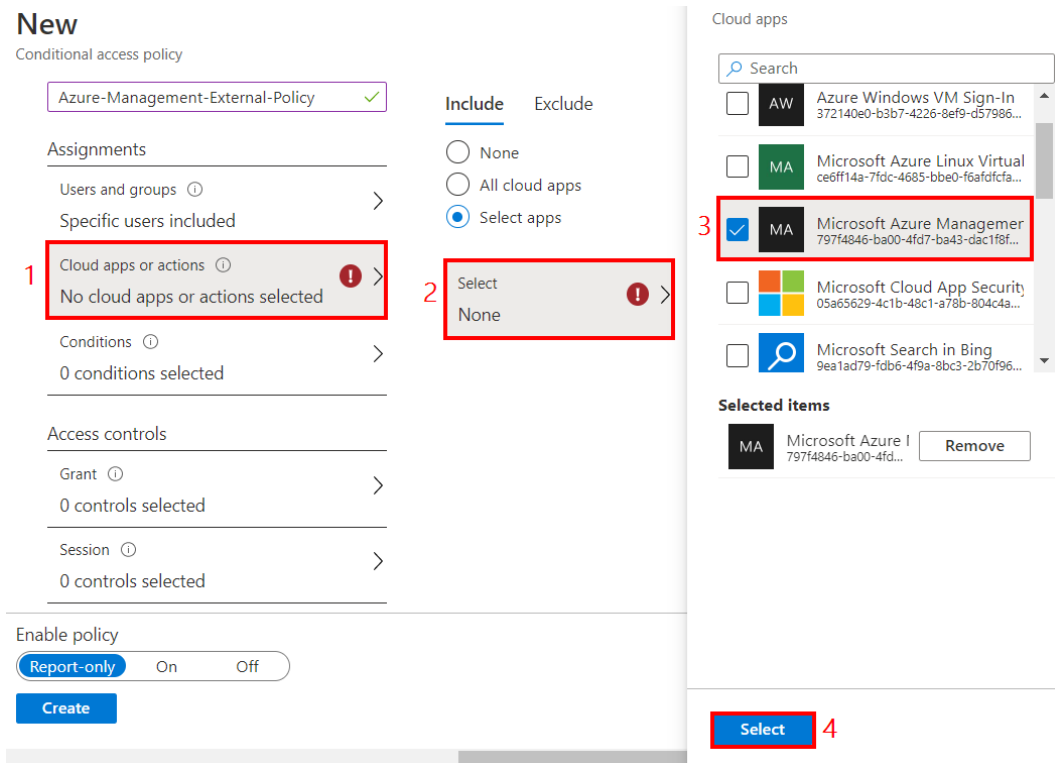 New
Conditional access policy
Azure-Management-External-Policy
Assignments
Users and groups
Specific users included
1
Cloud apps or actions
No cloud apps or actions selected
Conditions
0 conditions selected
Access controls
Grant
0 controls selected
Session
0 controls selected
Enable policy
Report-only On Off
Create
Include Exclude
None
All cloud apps
Select apps
2
Select
None
Cloud apps
Search
AW
Azure Windows VM Sign-In
372140e0-b3b7-4226-8ef9-d57986...
MA
Microsoft Azure Linux Virtual
ce6ff14a-7fdc-4685-bbe0-f6afdfcfa...
3
MA
Microsoft Azure Managemer
797f4846-ba00-4fd7-ba43-dac1f8f...
Microsoft Cloud App Security
05a65629-4c1b-48c1-a78b-804c4a...
Microsoft Search in Bing
9ea1ad79-fdb6-4f9a-8bc3-2b70f96...
Selected items
MA
Microsoft Azure I
797f4846-ba00-4fd...
Remove
Select
4